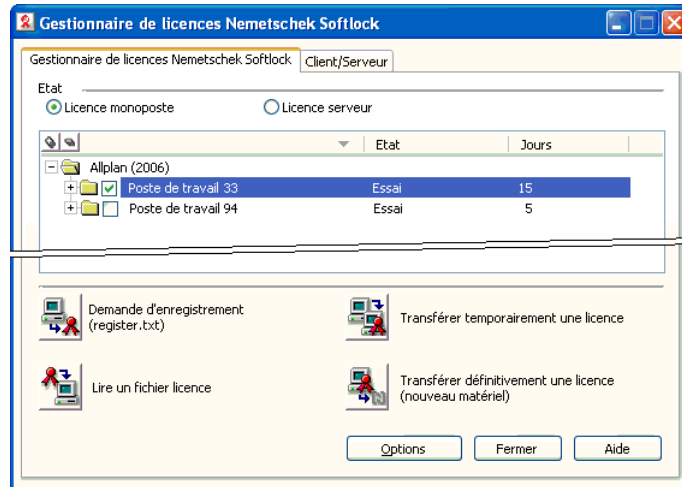 Gestionnaire de licences Nemetschek Softlock
Gestionnaire de licences Nemetschek Softlock Client/Serveur
Etat
Licence monoposte Licence serveur
Etat Jours
Allplan (2006)
Poste de travail 33 Essai 15
Poste de travail 94 Essai 5
Demande d'enregistrement
(register.txt)
Transférer temporairement une licence
Lire un fichier licence
Transférer définitivement une licence
(nouveau matériel)
Options Fermer Aide